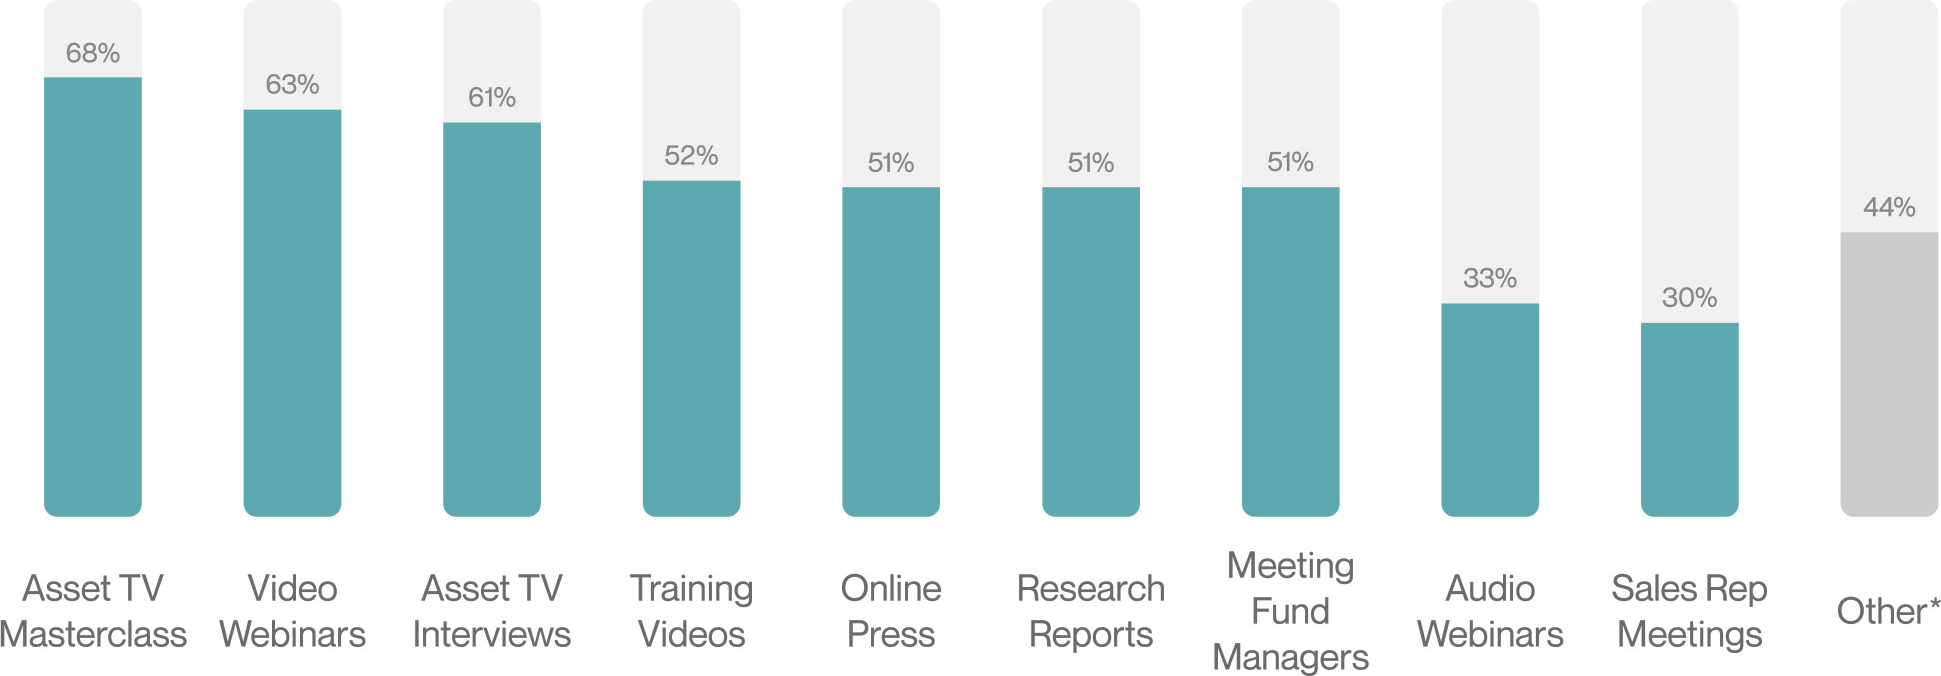 68%
63%
61%
52%
51%
51%
51%
33%
30%
44%
Asset TV
Masterclass
Video
Webinars
Asset TV
Interviews
Training
Videos
Online
Press
Research
Reports
Meeting
Fund
Managers
Audio
Webinars
Sales Rep
Meetings
Other*